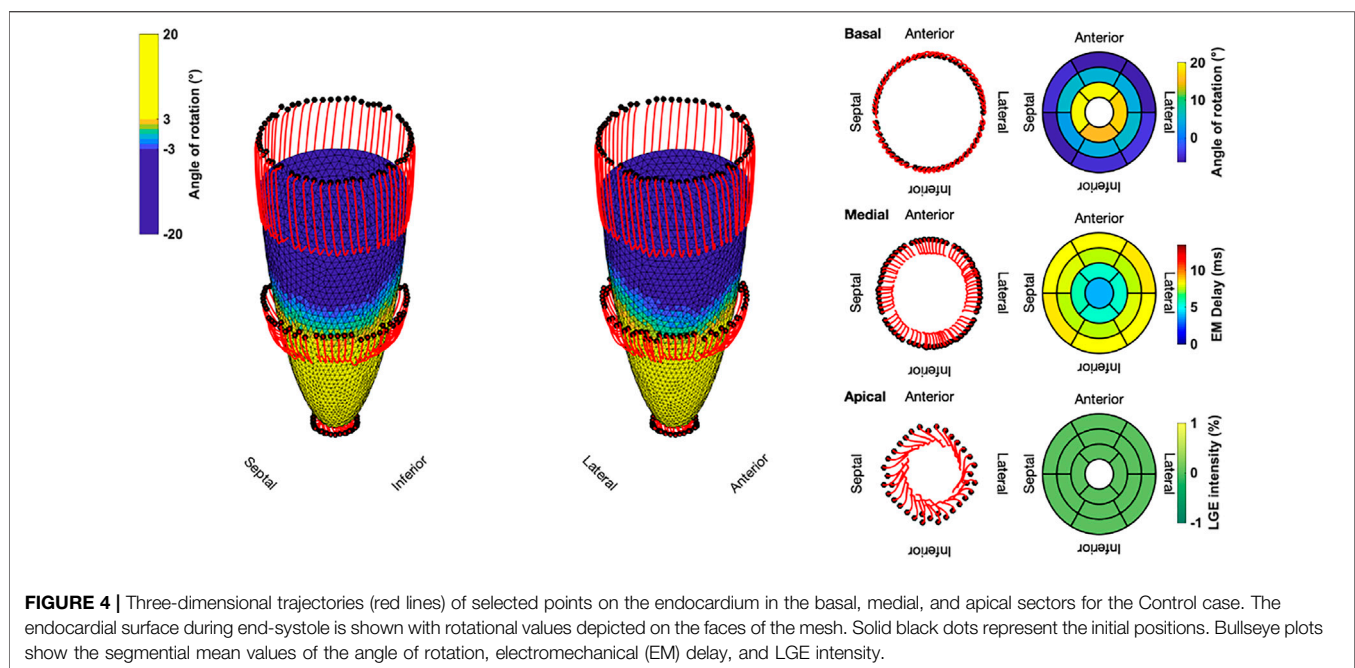 20
3
-3
-20
Angle of rotation (°)
Septal
Inferior
Lateral
Anterior
Basal
Anterior
Septal
Lateral
Inferior
Anterior
Lateral
Inferior
20
10
0
Angle of rotation (°)
Medial
Anterior
Septal
Lateral
Inferior
Anterior
Septal
Lateral
Inferior
10
5
0
EM Delay (ms)
Apical
Anterior
Septal
Lateral
Inferior
Anterior
Septal
Lateral
Inferior
1
0
-1
LGE intensity (%)
FIGURE 4 | Three-dimensional trajectories (red lines) of selected points on the endocardium in the basal, medial, and apical sectors for the Control case. The
endocardial surface during end-systole is shown with rotational values depicted on the faces of the mesh. Solid black dots represent the initial positions. Bullseye plots
show the segmential mean values of the angle of rotation, electromechanical (EM) delay, and LGE intensity.